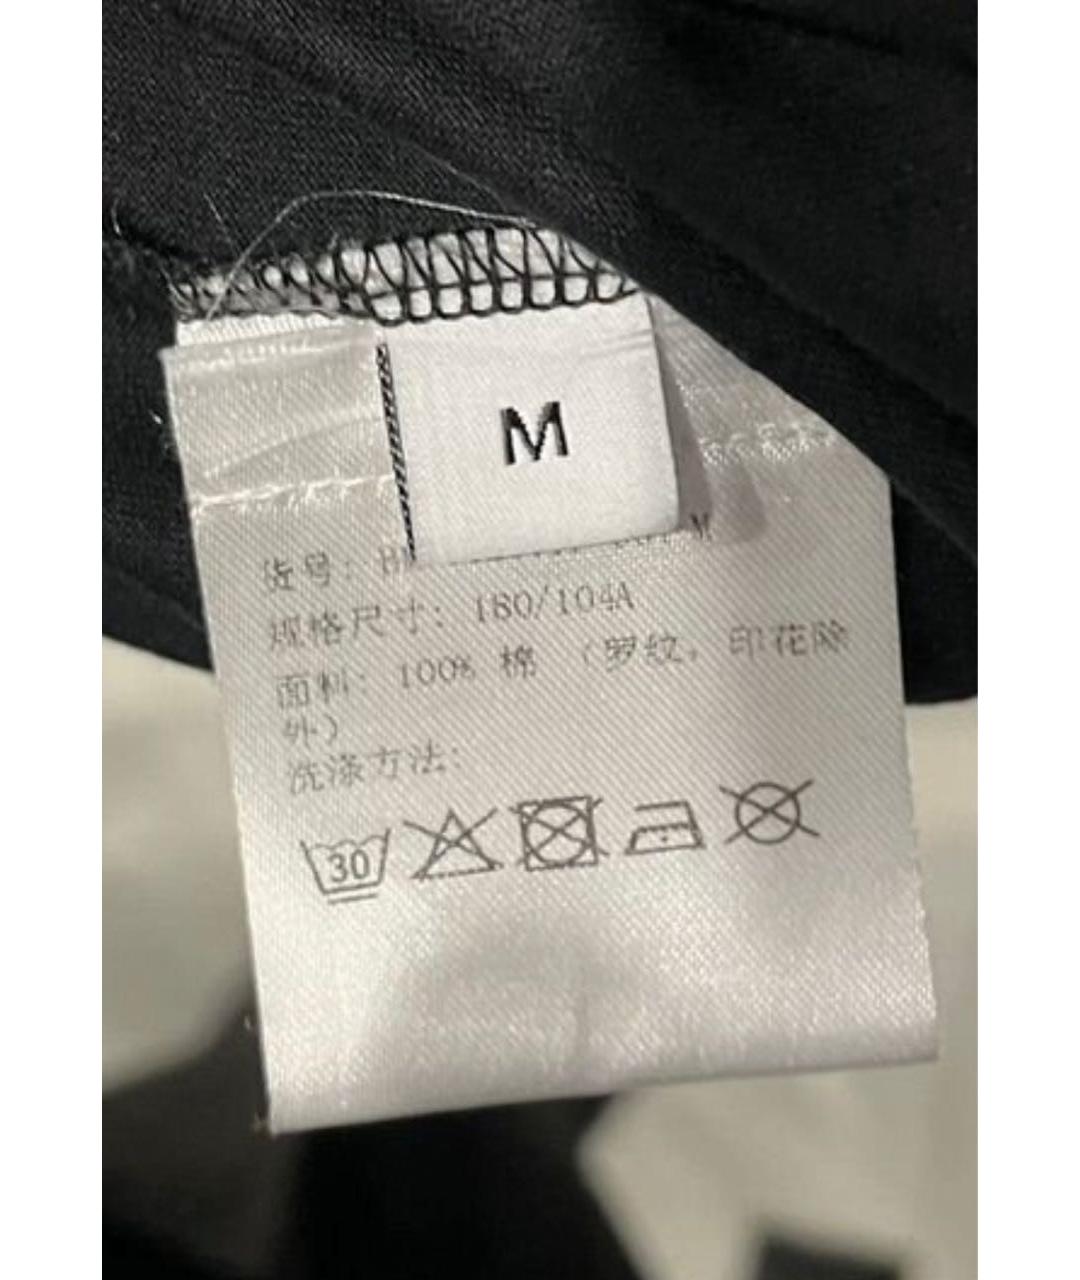 M
货号:
规格尺寸: 180/104A
面料: 100% 棉 (罗纹, 印花除
外)
洗涤方法:
30